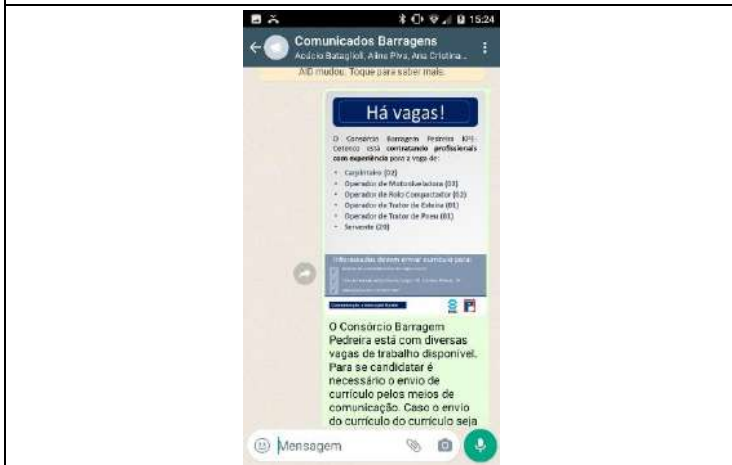 15:24
Comunicados Barragens
Acácio Bataglioli, Aline Piva, Ana Cristina...
AID mudou. Toque para saber mais.
Há vagas!
O Consórcio Barragem Pedreira
está contratando profissionais
com experiência para a vaga de:
• Carpinteiro (02)
• Operador de Motoniveladora
• Operador de Rolo Compactador (02)
• Operador de Trator de Esteira (01)
• Operador de Trator de Pneu (01)
• Servente (20)
Interessados devem enviar currículo para:
O Consórcio Barragem
Pedreira está com diversas
vagas de trabalho disponível.
Para se candidatar é
necessário o envio de
currículo pelos meios de
comunicação. Caso o envio
do currículo do currículo seja
Mensagem